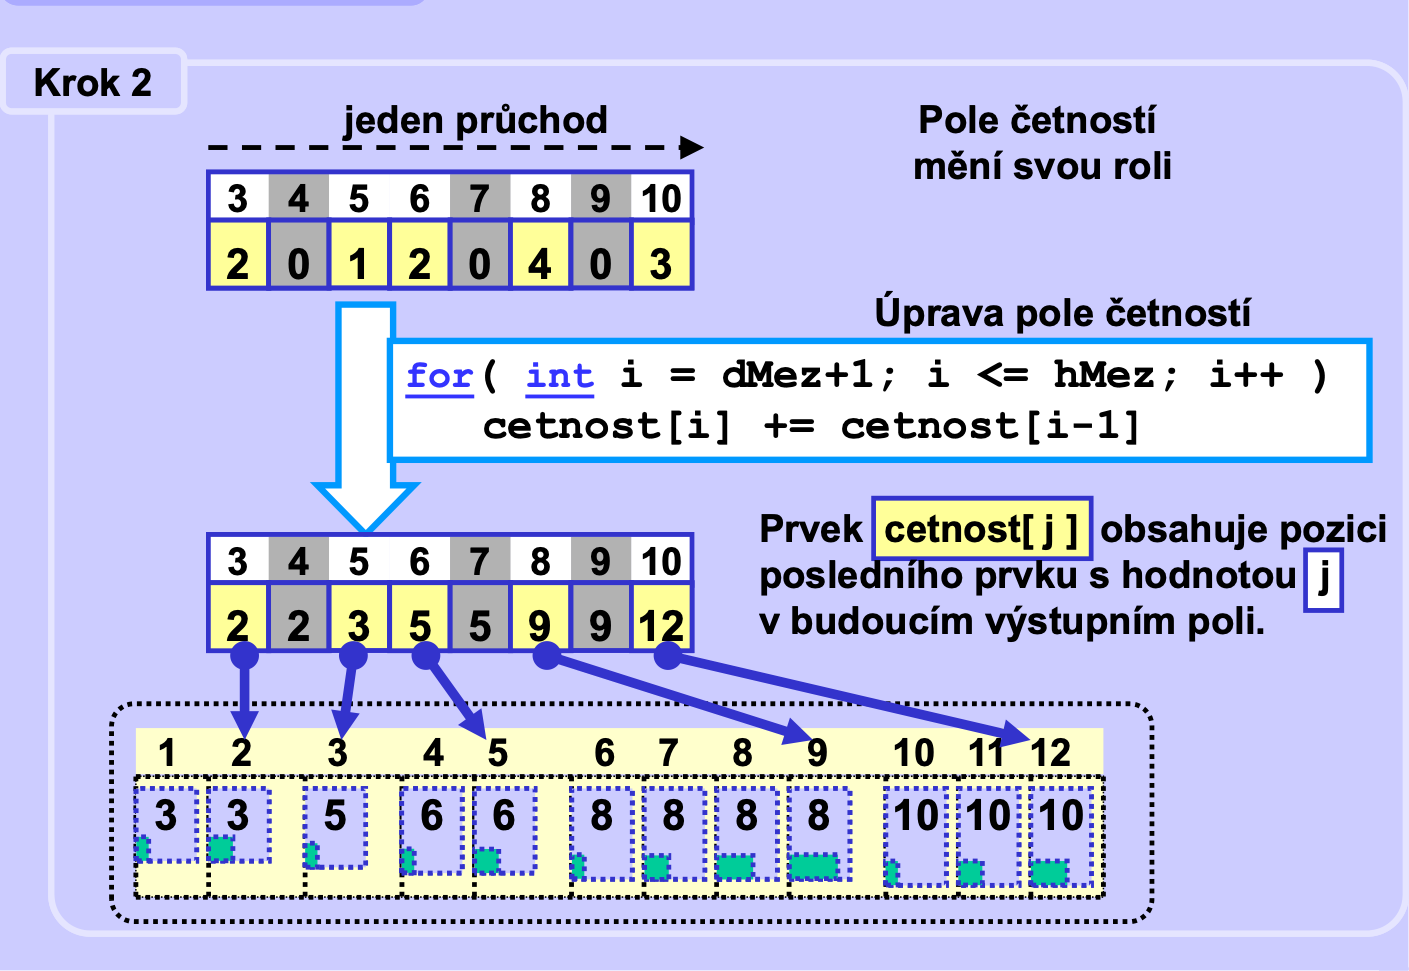 Krok 2
jeden průchod
Pole četností
mění svou roli
3 4 5 6 7 8 9 10
2 0 1 2 0 4 0 3
Úprava pole četností
for( int i = dMez+1; i <= hMez; i++ )
cetnost[i] += cetnost[i-1]
3 4 5 6 7 8 9 10
2 2 3 5 5 9 9 12
Prvek cetnost[ j ] obsahuje pozici
posledního prvku s hodnotou j
v budoucím výstupním poli.
1 2 3 4 5 6 7 8 9 10 11 12
3 3 5 6 6 8 8 8 8 10 10 10